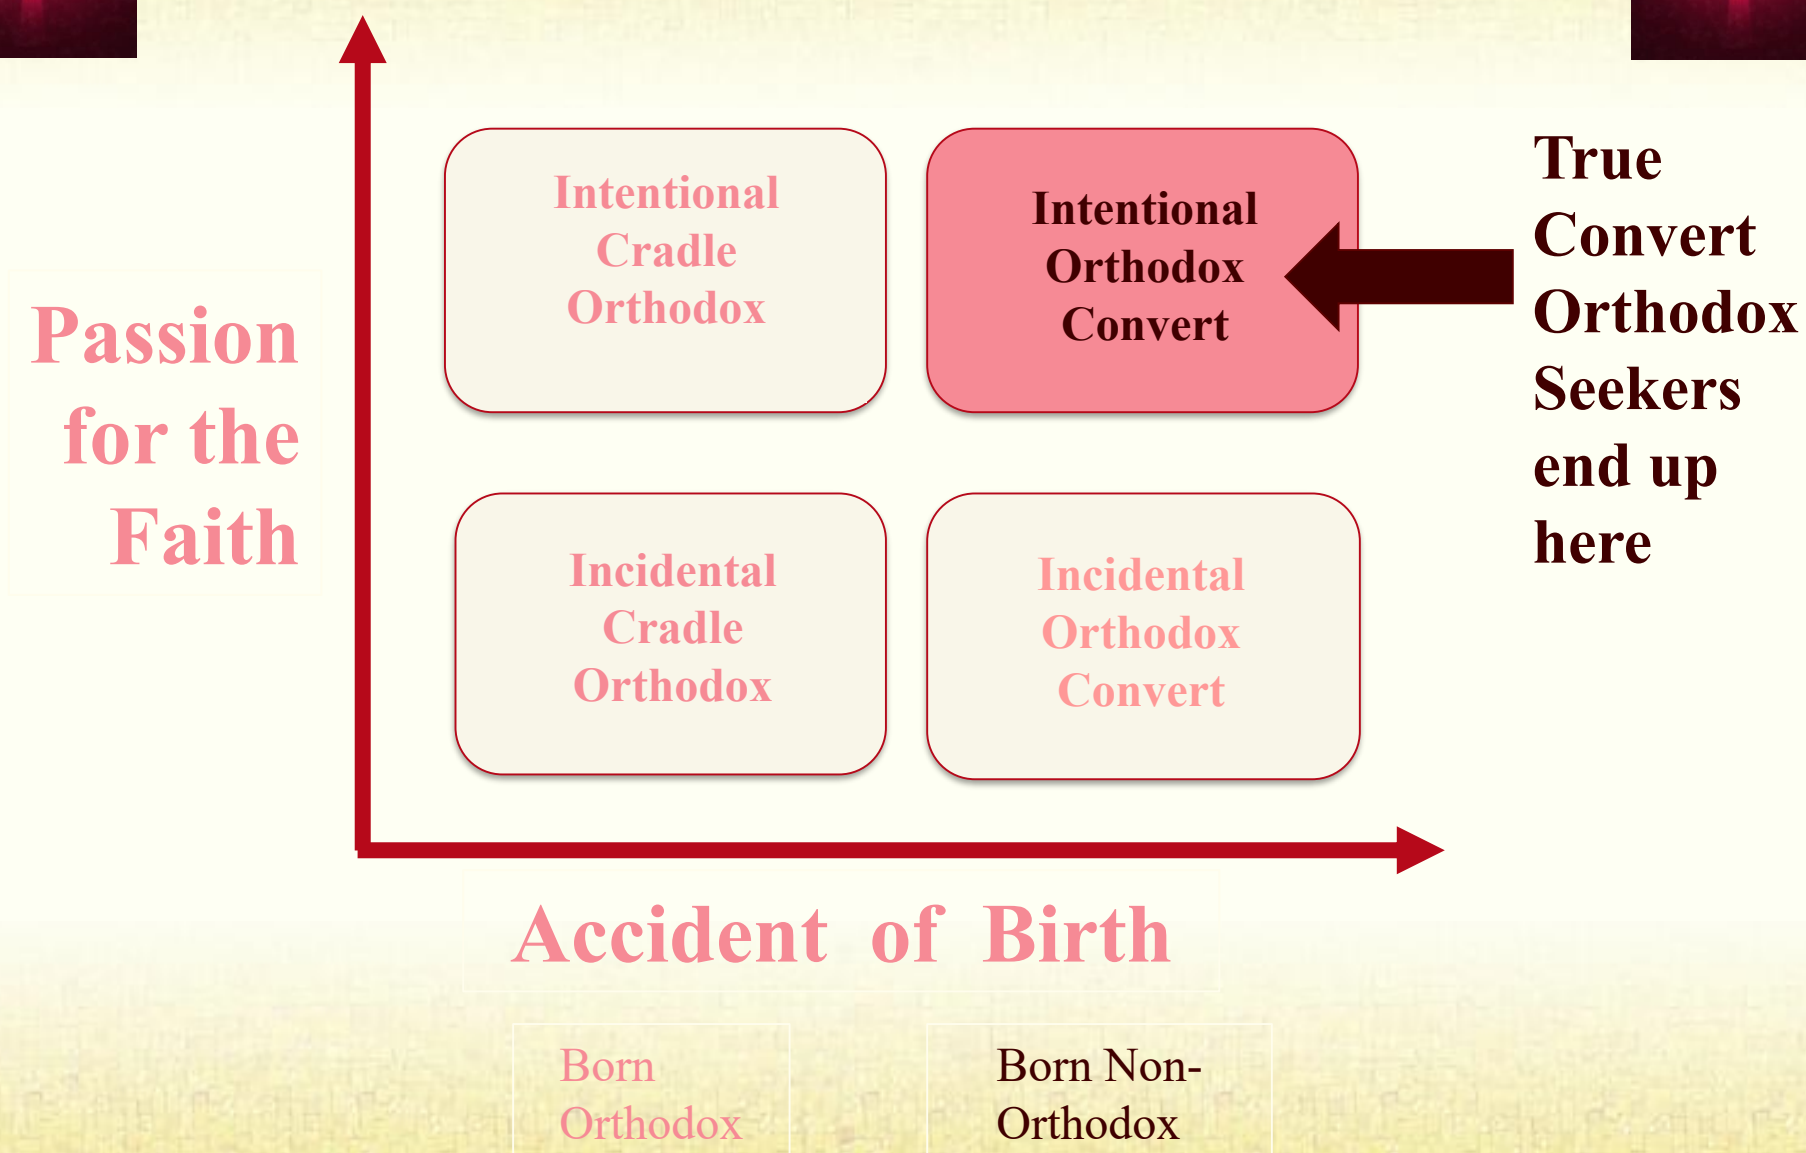 Passion
for the
Faith
Intentional
Cradle
Orthodox
Intentional
Orthodox
Convert
True
Convert
Orthodox
Seekers
end up
here
Incidental
Cradle
Orthodox
Incidental
Orthodox
Convert
Accident of Birth
Born
Orthodox
Born Non-
Orthodox